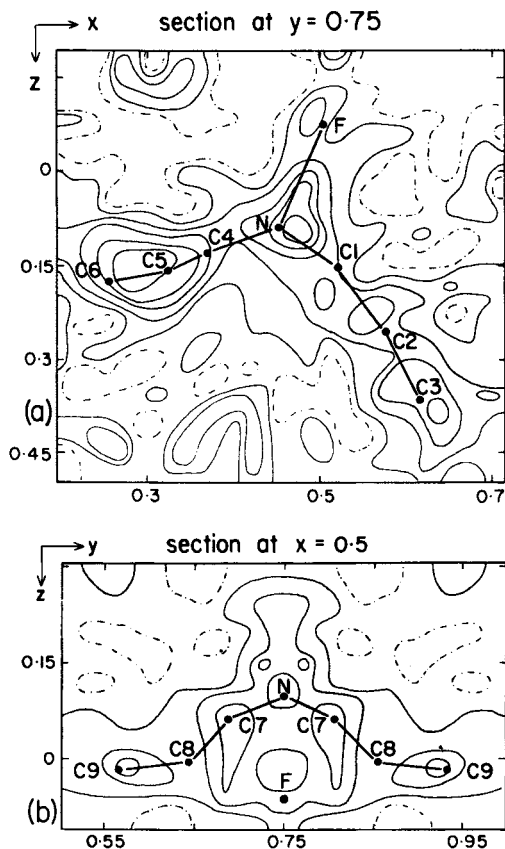 x section at y = 0·75
z
F
0
N
C4
C1
C5
C6
0·15
C2
0·3
C3
(a)
0·45
0·3 0·5 0·7
y section at x = 0·5
z
0·15
N
C7 C7
C8 C8
0
C9 C9
F
(b)
0·55 0·75 0·95